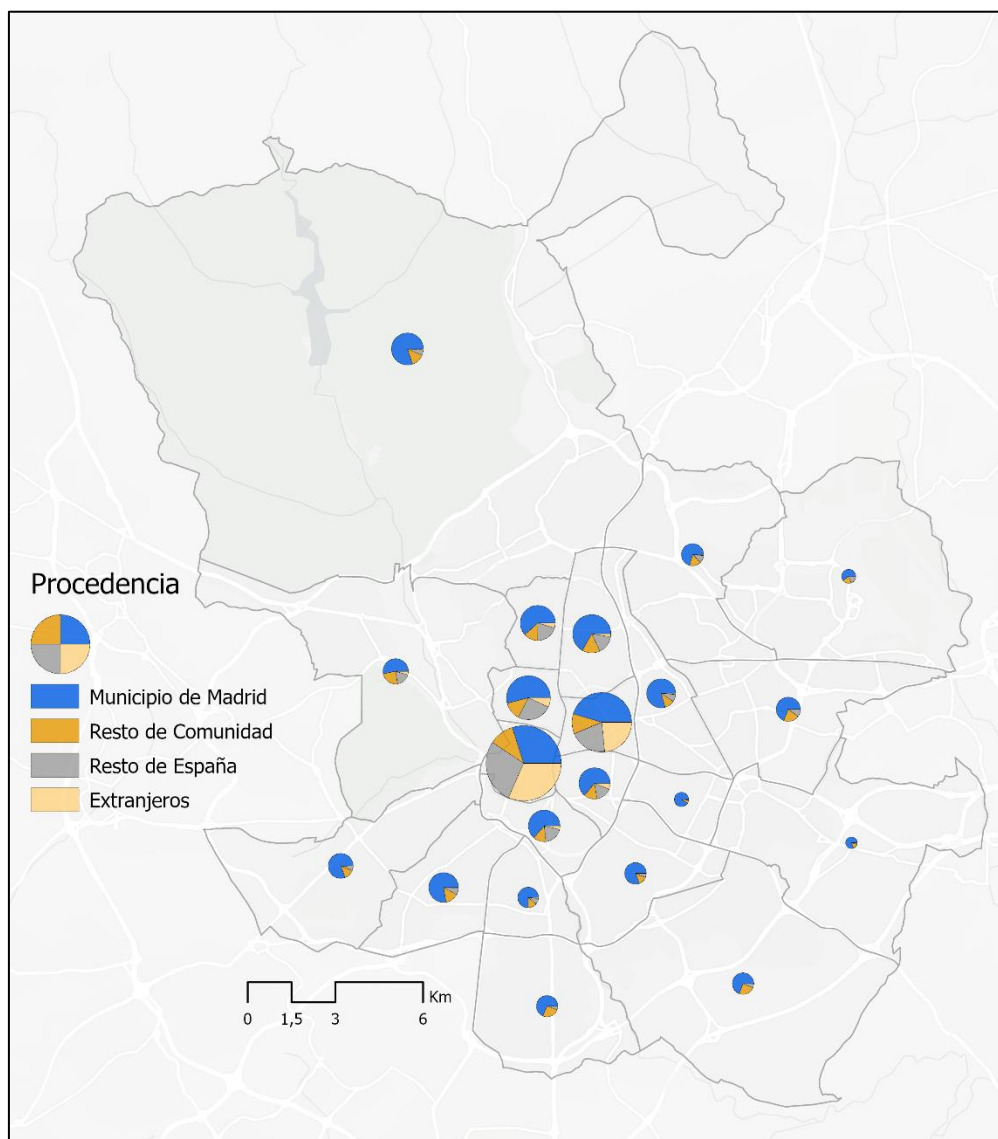 Procedencia
Municipio de Madrid
Resto de Comunidad
Resto de España
Extranjeros
Km
0 1,5 3 6